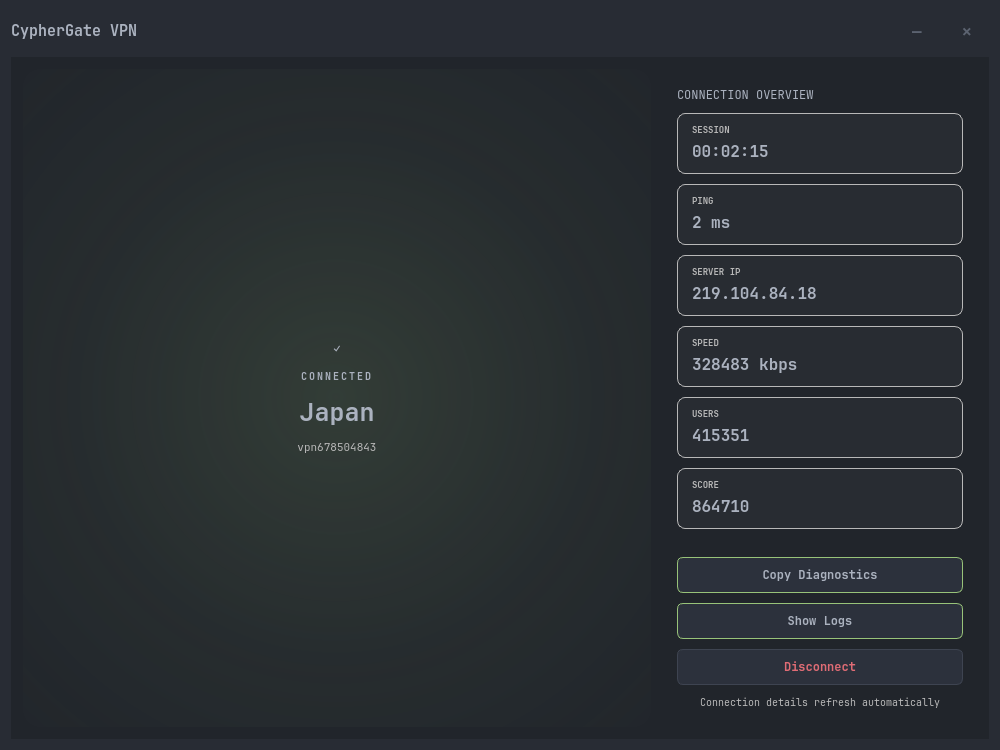 CypherGate VPN
CONNECTION OVERVIEW
SESSION
00:02:15
PING
2 ms
SERVER IP
219.104.84.18
SPEED
328483 kbps
USERS
415351
SCORE
864710
✓
CONNECTED
Japan
vpn678504843
Copy Diagnostics
Show Logs
Disconnect
Connection details refresh automatically